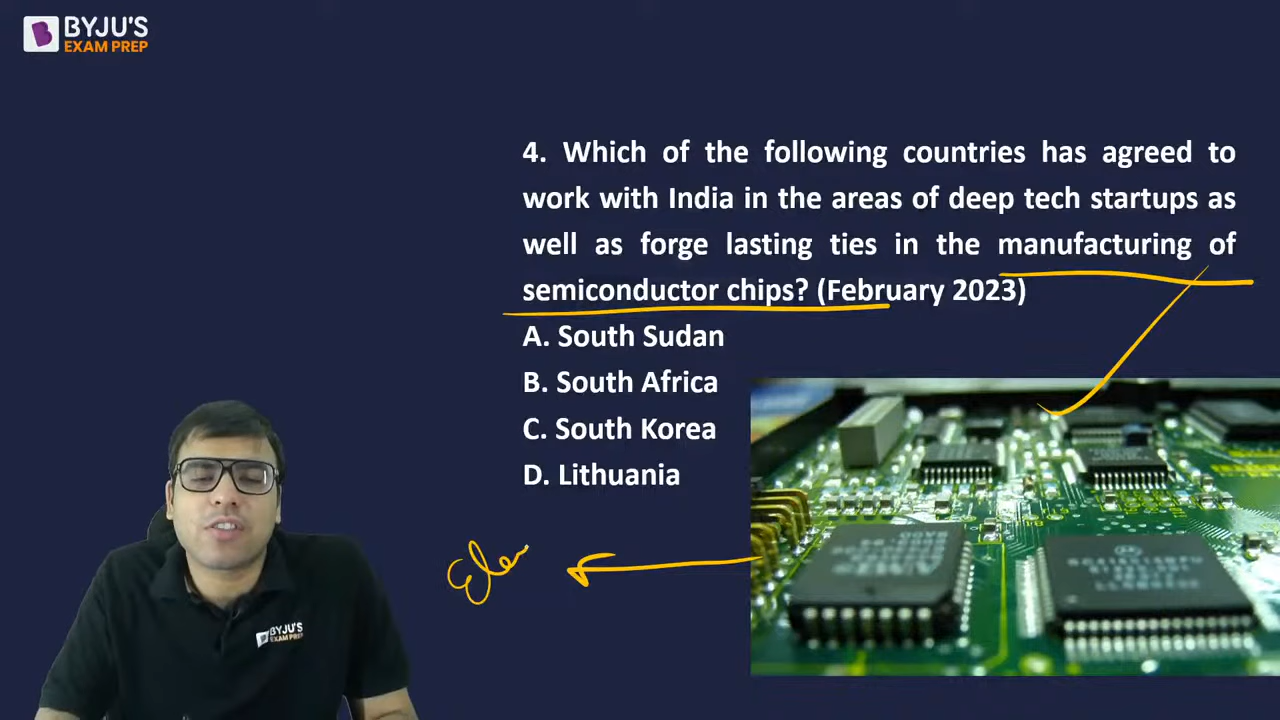 BYJU'S
EXAM PREP
4. Which of the following countries has agreed to
work with India in the areas of deep tech startups as
well as forge lasting ties in the manufacturing of
semiconductor chips? (February 2023)
A. South Sudan
B. South Africa
C. South Korea
D. Lithuania
Ele
BYJU'S
EXAM PREP